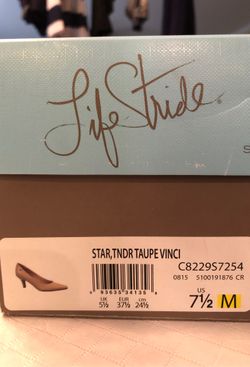 LifeStride®
S
STAR,TNDR TAUPE VINCI
C8229S7254
0815 5100191876 CR
UK EUR cm US
5½ 37½ 24½ 7½ M